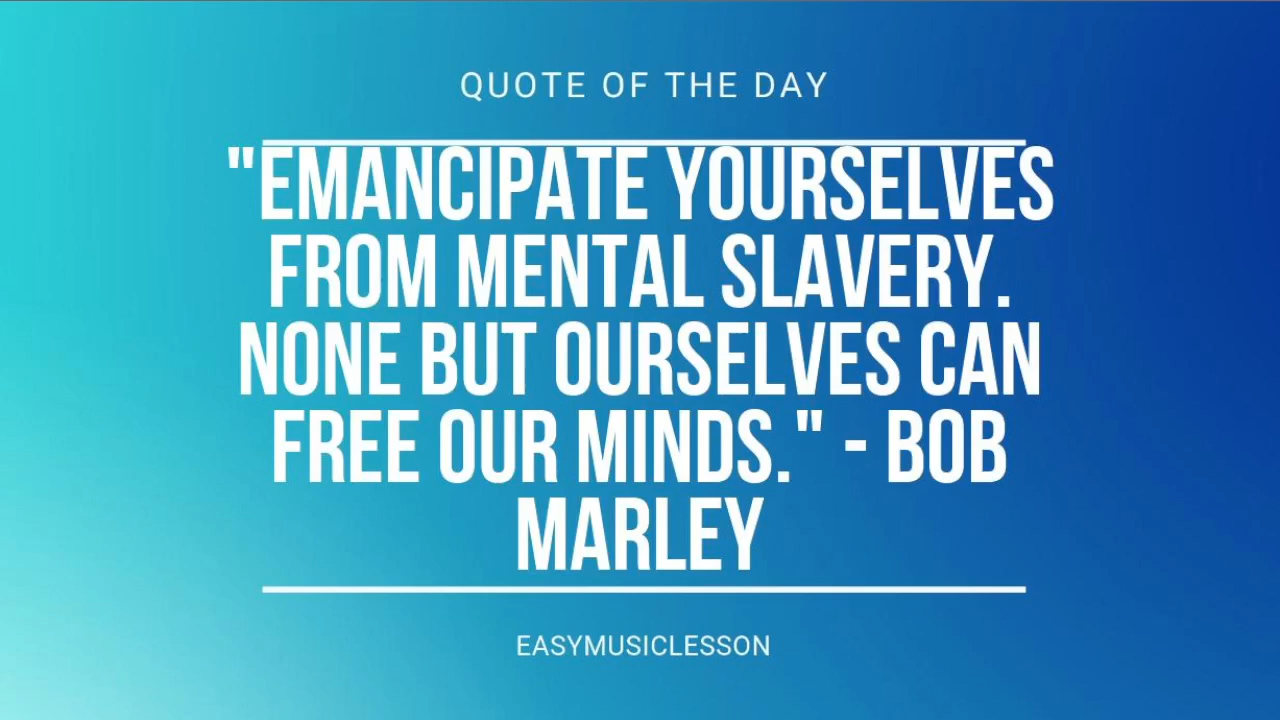 QUOTE OF THE DAY
"EMANCIPATE YOURSELVES
FROM MENTAL SLAVERY.
NONE BUT OURSELVES CAN
FREE OUR MINDS." - BOB
MARLEY
EASYMUSICLESSON